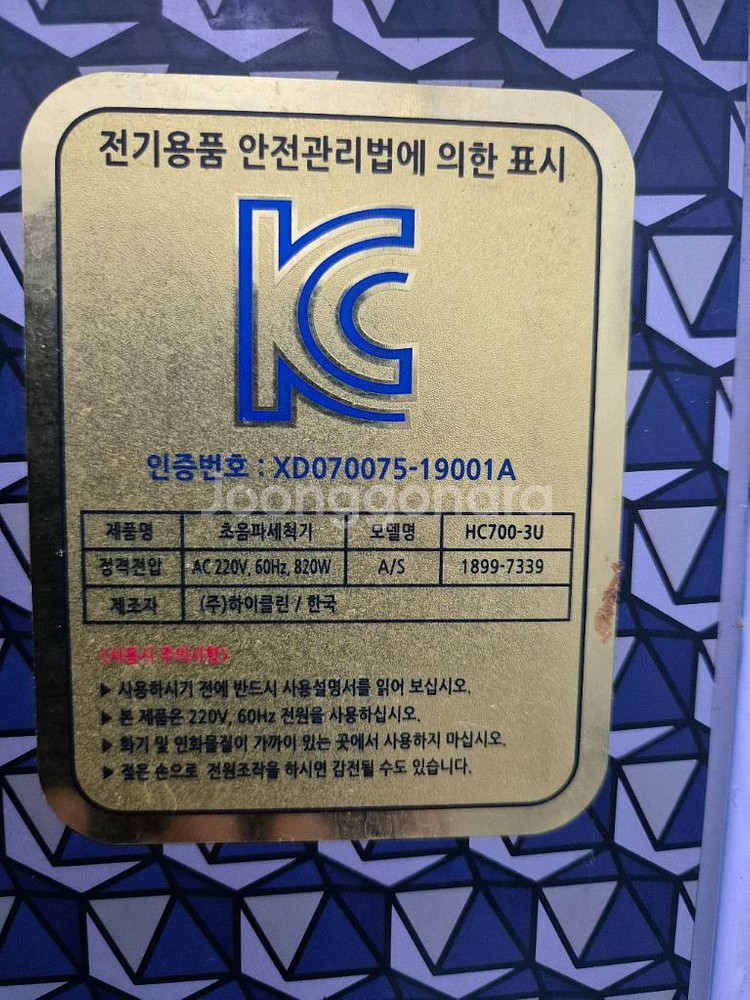 전기용품 안전관리법에 의한 표시
KC
인증번호 : XD070075-19001A
Joonggonara
제품명 초음파세척기 모델명 HC700-3U
정격전압 AC 220V, 60Hz, 820W A/S 1899-7339
제조자 (주)하이클린 / 한국
<사용시 주의사항>
▶ 사용하시기 전에 반드시 사용설명서를 읽어 보십시오.
▶ 본 제품은 220V, 60Hz 전원을 사용하십시오.
▶ 화기 및 인화물질이 가까이 있는 곳에서 사용하지 마십시오.
▶ 젖은 손으로 전원조작을 하시면 감전될 수도 있습니다.